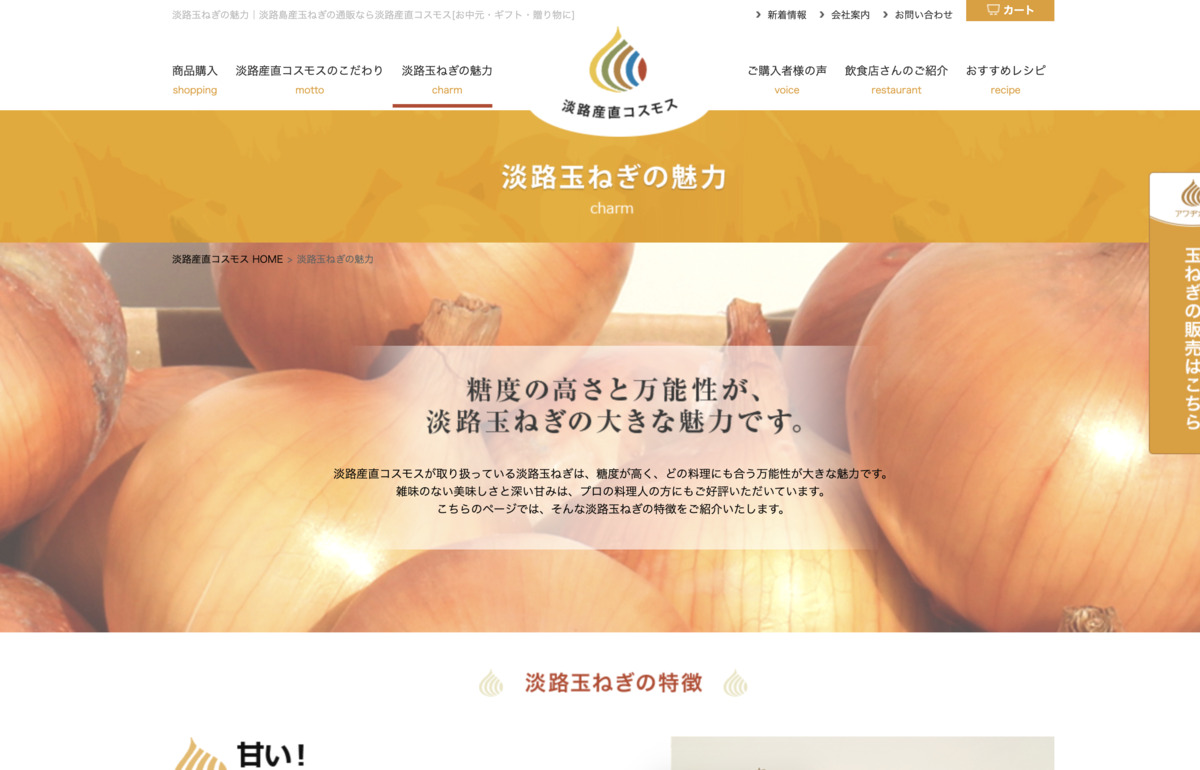 淡路玉ねぎの魅力｜淡路島産玉ねぎの通販なら淡路産直コスモス[お中元・ギフト・贈り物に]
新着情報
会社案内
お問い合わせ
カート
商品購入
shopping
淡路産直コスモスのこだわり
motto
淡路玉ねぎの魅力
charm
淡路産直コスモス
ご購入者様の声
voice
飲食店さんのご紹介
restaurant
おすすめレシピ
recipe
淡路玉ねぎの魅力
charm
淡路産直コスモス HOME > 淡路玉ねぎの魅力
糖度の高さと万能性が、
淡路玉ねぎの大きな魅力です。
淡路産直コスモスが取り扱っている淡路玉ねぎは、糖度が高く、どの料理にも合う万能性が大きな魅力です。
雑味のない美味しさと深い甘みは、プロの料理人の方にもご好評いただいています。
こちらのページでは、そんな淡路玉ねぎの特徴をご紹介いたします。
玉ねぎの販売はこちら
淡路玉ねぎの特徴
甘い！